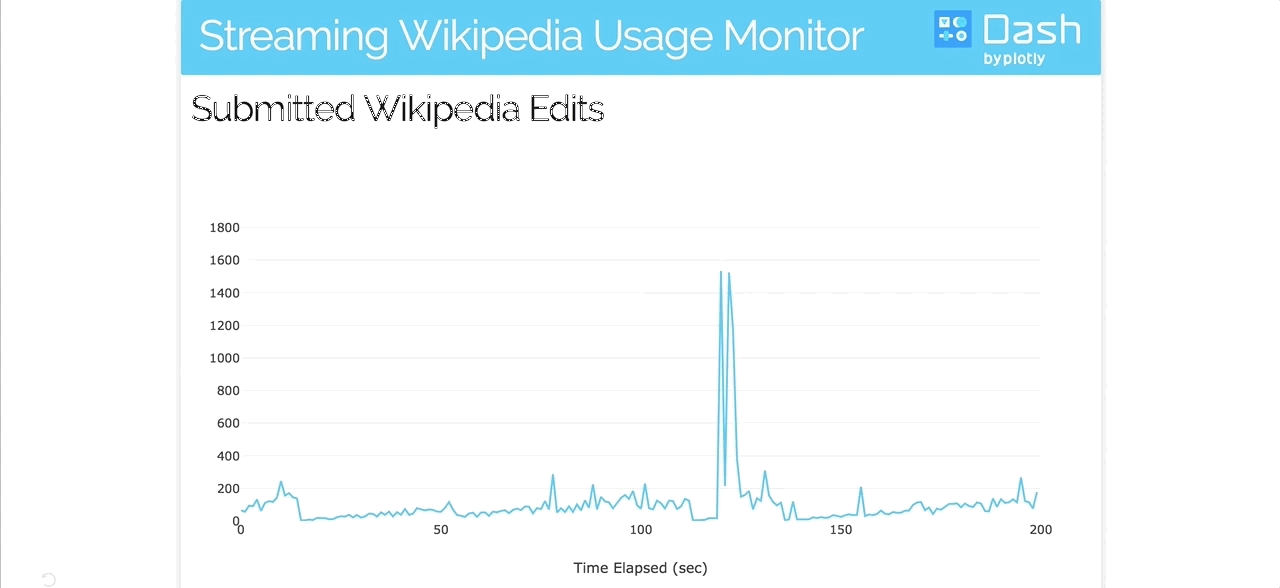 Streaming Wikipedia Usage Monitor
Dash
by plotly
Submitted Wikipedia Edits
1800
1600
1400
1200
1000
800
600
400
200
0
0 50 100 150 200
Time Elapsed (sec)